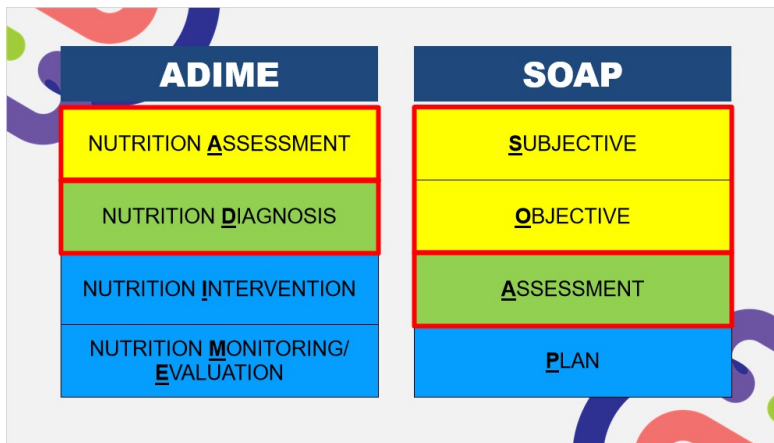 ADIME
NUTRITION ASSESSMENT
NUTRITION DIAGNOSIS
NUTRITION INTERVENTION
NUTRITION MONITORING/
EVALUATION
SOAP
SUBJECTIVE
OBJECTIVE
ASSESSMENT
PLAN